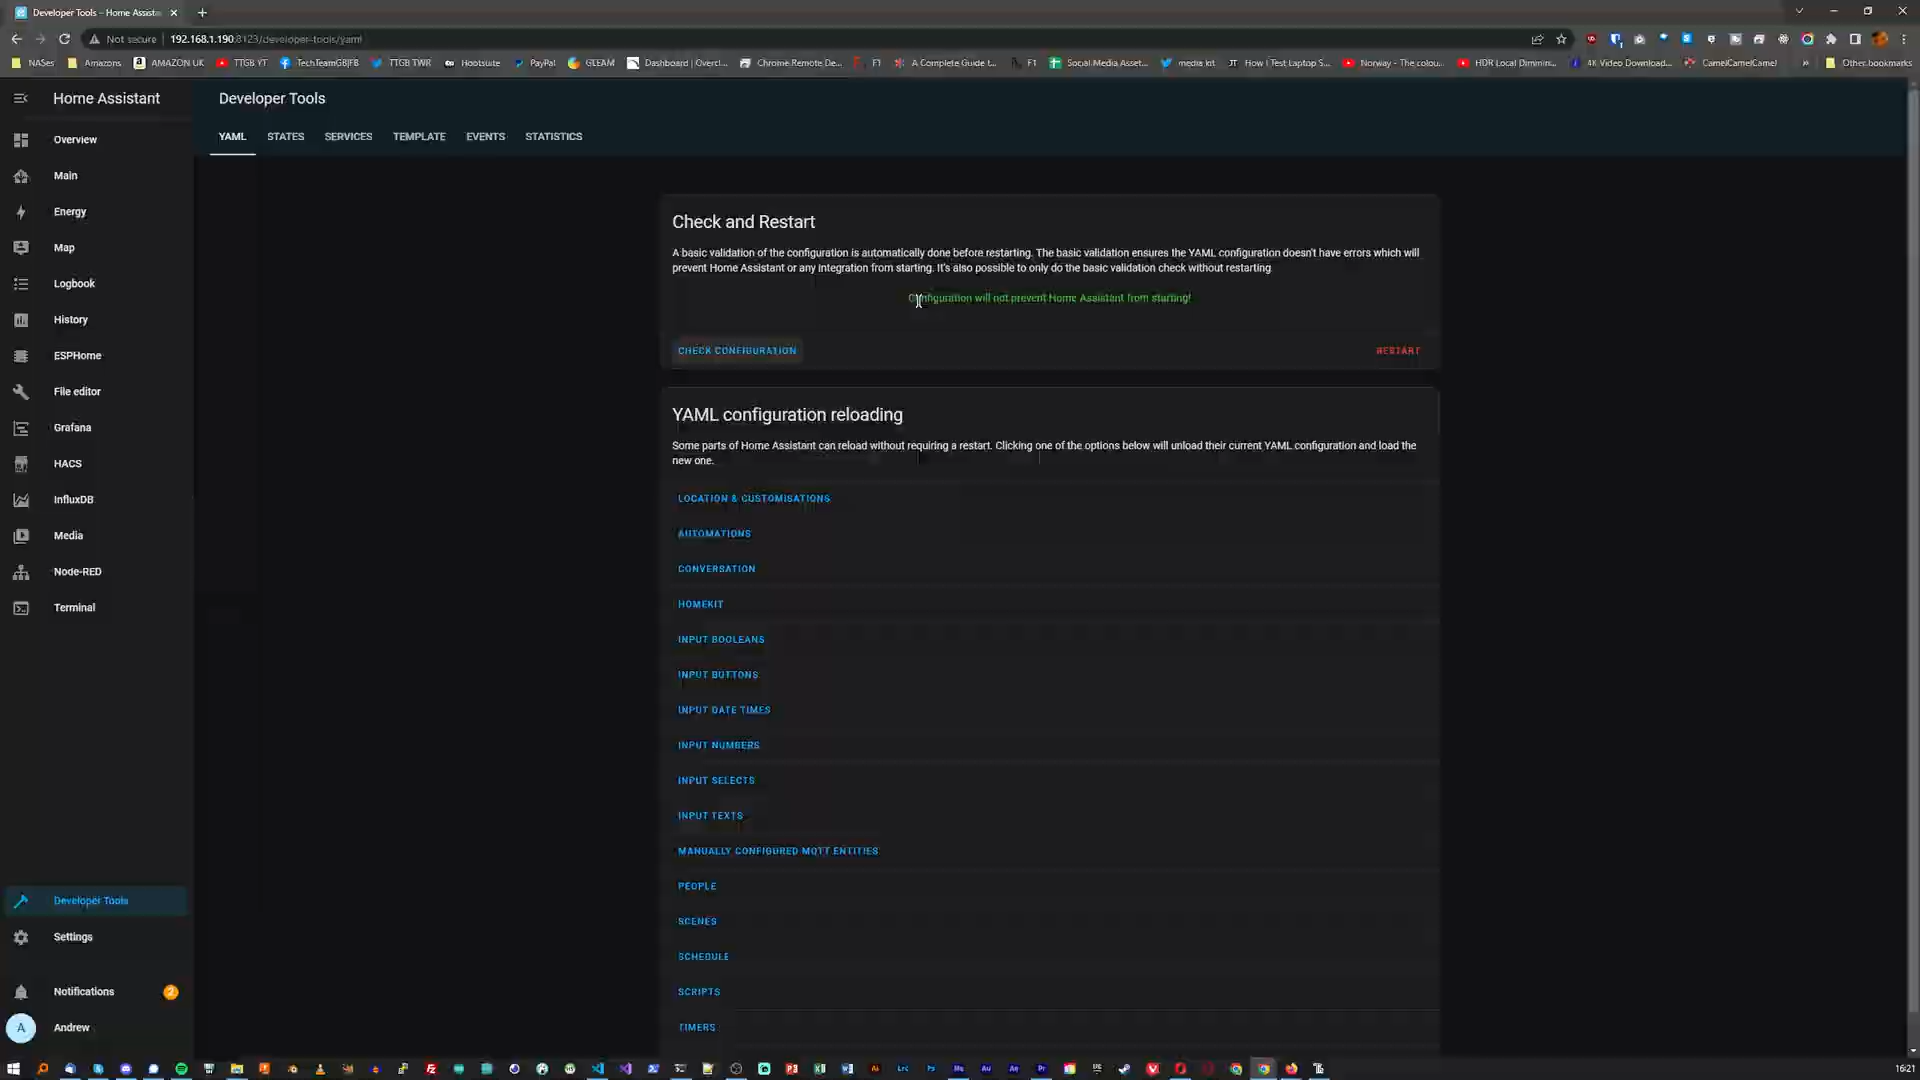 Developer Tools – Home Assista
Not secure
192.168.1.190:8123/developer-tools/yaml
NASes
Amazons
AMAZON UK
TTGB YT
TechTeamGB|FB
TTGB TWR
Hootsuite
PayPal
GLEAM
Dashboard | Overcl...
Chrome Remote De...
F1
A Complete Guide t...
F1
Social Media Asset...
media kit
How I Test Laptop S...
Norway - The colou...
HDR Local Dimmin...
4K Video Download...
CamelCamelCamel
Other bookmarks
Home Assistant
Developer Tools
YAML
STATES
SERVICES
TEMPLATE
EVENTS
STATISTICS
Overview
Main
Energy
Map
Logbook
History
ESPHome
File editor
Grafana
HACS
InfluxDB
Media
Node-RED
Terminal
Developer Tools
Settings
Notifications
2
A
Andrew
Check and Restart
A basic validation of the configuration is automatically done before restarting. The basic validation ensures the YAML configuration doesn't have errors which will
prevent Home Assistant or any integration from starting. It's also possible to only do the basic validation check without restarting.
Configuration will not prevent Home Assistant from starting!
CHECK CONFIGURATION
RESTART
YAML configuration reloading
Some parts of Home Assistant can reload without requiring a restart. Clicking one of the options below will unload their current YAML configuration and load the
new one.
LOCATION & CUSTOMISATIONS
AUTOMATIONS
CONVERSATION
HOMEKIT
INPUT BOOLEANS
INPUT BUTTONS
INPUT DATE TIMES
INPUT NUMBERS
INPUT SELECTS
INPUT TEXTS
MANUALLY CONFIGURED MQTT ENTITIES
PEOPLE
SCENES
SCHEDULE
SCRIPTS
TIMERS
16:21